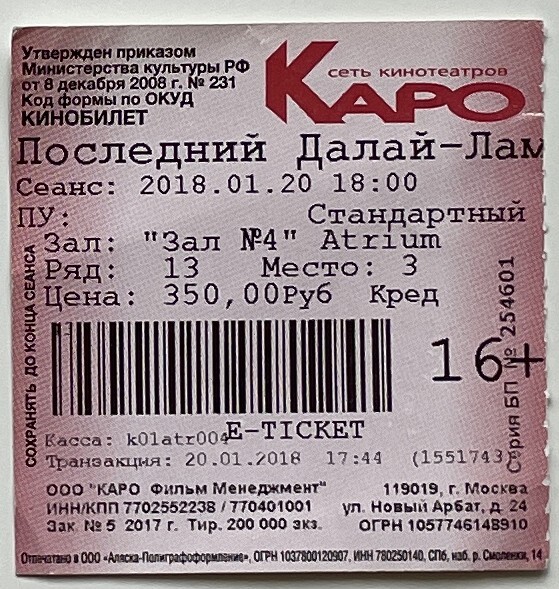 Утвержден приказом
Министерства культуры РФ
от 8 декабря 2008 г. № 231
Код формы по ОКУД
КИНОБИЛЕТ
сеть кинотеатров
КАРО
Последний Далай-Лам
Сеанс: 2018.01.20 18:00
ПУ: Стандартный
Зал: "Зал №4" Atrium
Ряд: 13 Место: 3
Цена: 350,00Руб Кред
СОХРАНЯТЬ ДО КОНЦА СЕАНСА
16+
Серия БП № 254601
E-TICKET
Касса: k01atr004
Транзакция: 20.01.2018 17:44 (1551743)
ООО "КАРО Фильм Менеджмент" 119019, г. Москва
ИНН/КПП 7702552238 / 770401001 ул. Новый Арбат, д. 24
Зак № 5 2017 г. Тир. 200 000 экз. ОГРН 1057746148910
Отпечатано в ООО «Аляска-Полиграфоформление», ОГРН 1037800120907, ИНН 780250140, СПб, наб. р. Смоленки, 14